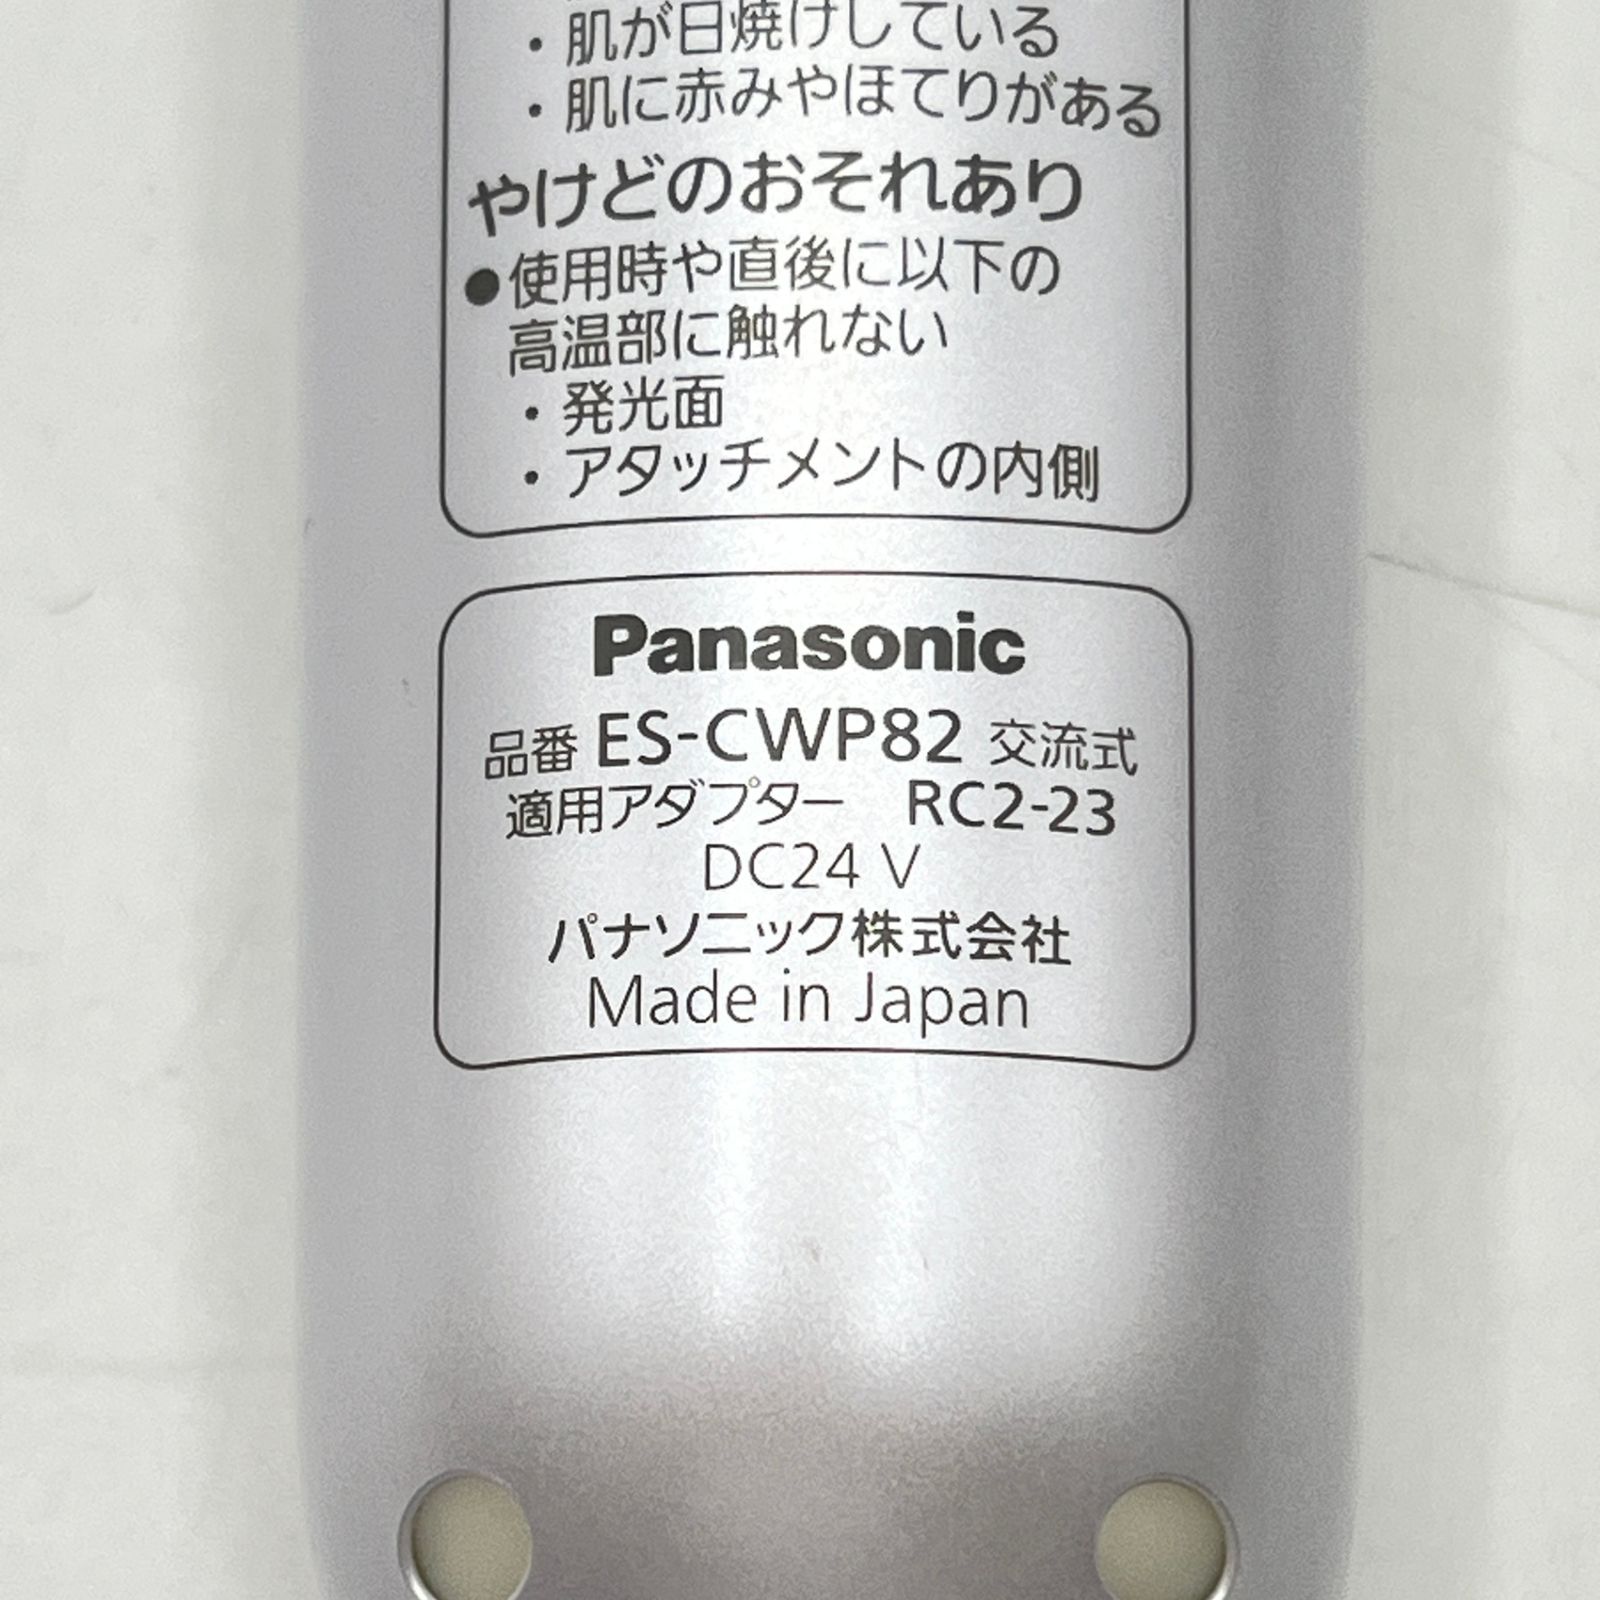 ・肌が日焼けしている
・肌に赤みやほてりがある
やけどのおそれあり
●使用時や直後に以下の
高温部に触れない
・発光面
・アタッチメントの内側
Panasonic
品番 ES-CWP82 交流式
適用アダプター RC2-23
DC24 V
パナソニック株式会社
Made in Japan